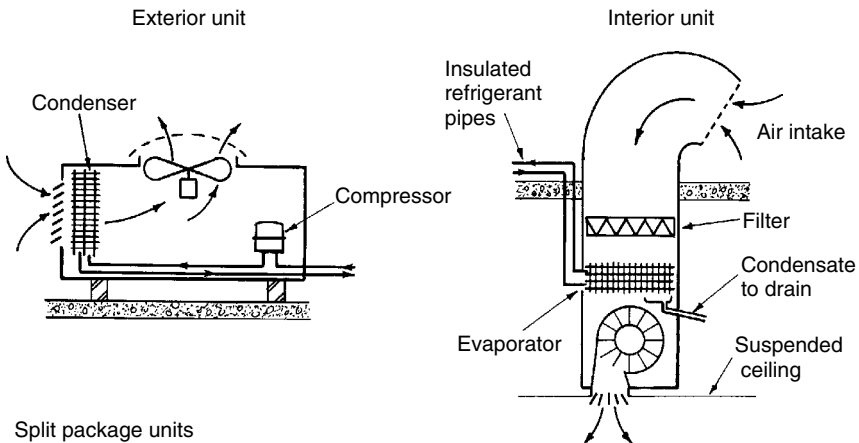 Exterior unit
Condenser
Compressor
Interior unit
Insulated
refrigerant
pipes
Air intake
Filter
Condensate
to drain
Evaporator
Suspended
ceiling
Split package units